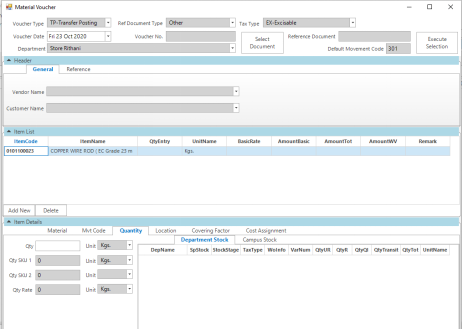 Material Voucher
Voucher Type TP-Transfer Posting Ref Document Type Other Tax Type EX-Excisable
Voucher Date Fri 23 Oct 2020 Voucher No. Select Document Reference Document Execute Selection
Department Store Rithani Default Movement Code 301
Header
General Reference
Vendor Name
Customer Name
Item List
ItemCode ItemName QtyEntry UnitName BasicRate AmountBasic AmountTot AmountWV Remark
0101100023 COPPER WIRE ROD ( EC Grade 23 m Kgs.
Add New Delete
Item Details
Material Mvt Code Quantity Location Covering Factor Cost Assignment
Department Stock Campus Stock
Qty Unit Kgs. DepName SpStock StockStage TaxType WoInfo VarNum QtyUR QtyR QtyQI QtyTransit QtyTot UnitName
Qty SKU 1 0 Unit Kgs.
Qty SKU 2 0 Unit
Qty Rate 0 Unit Kgs.